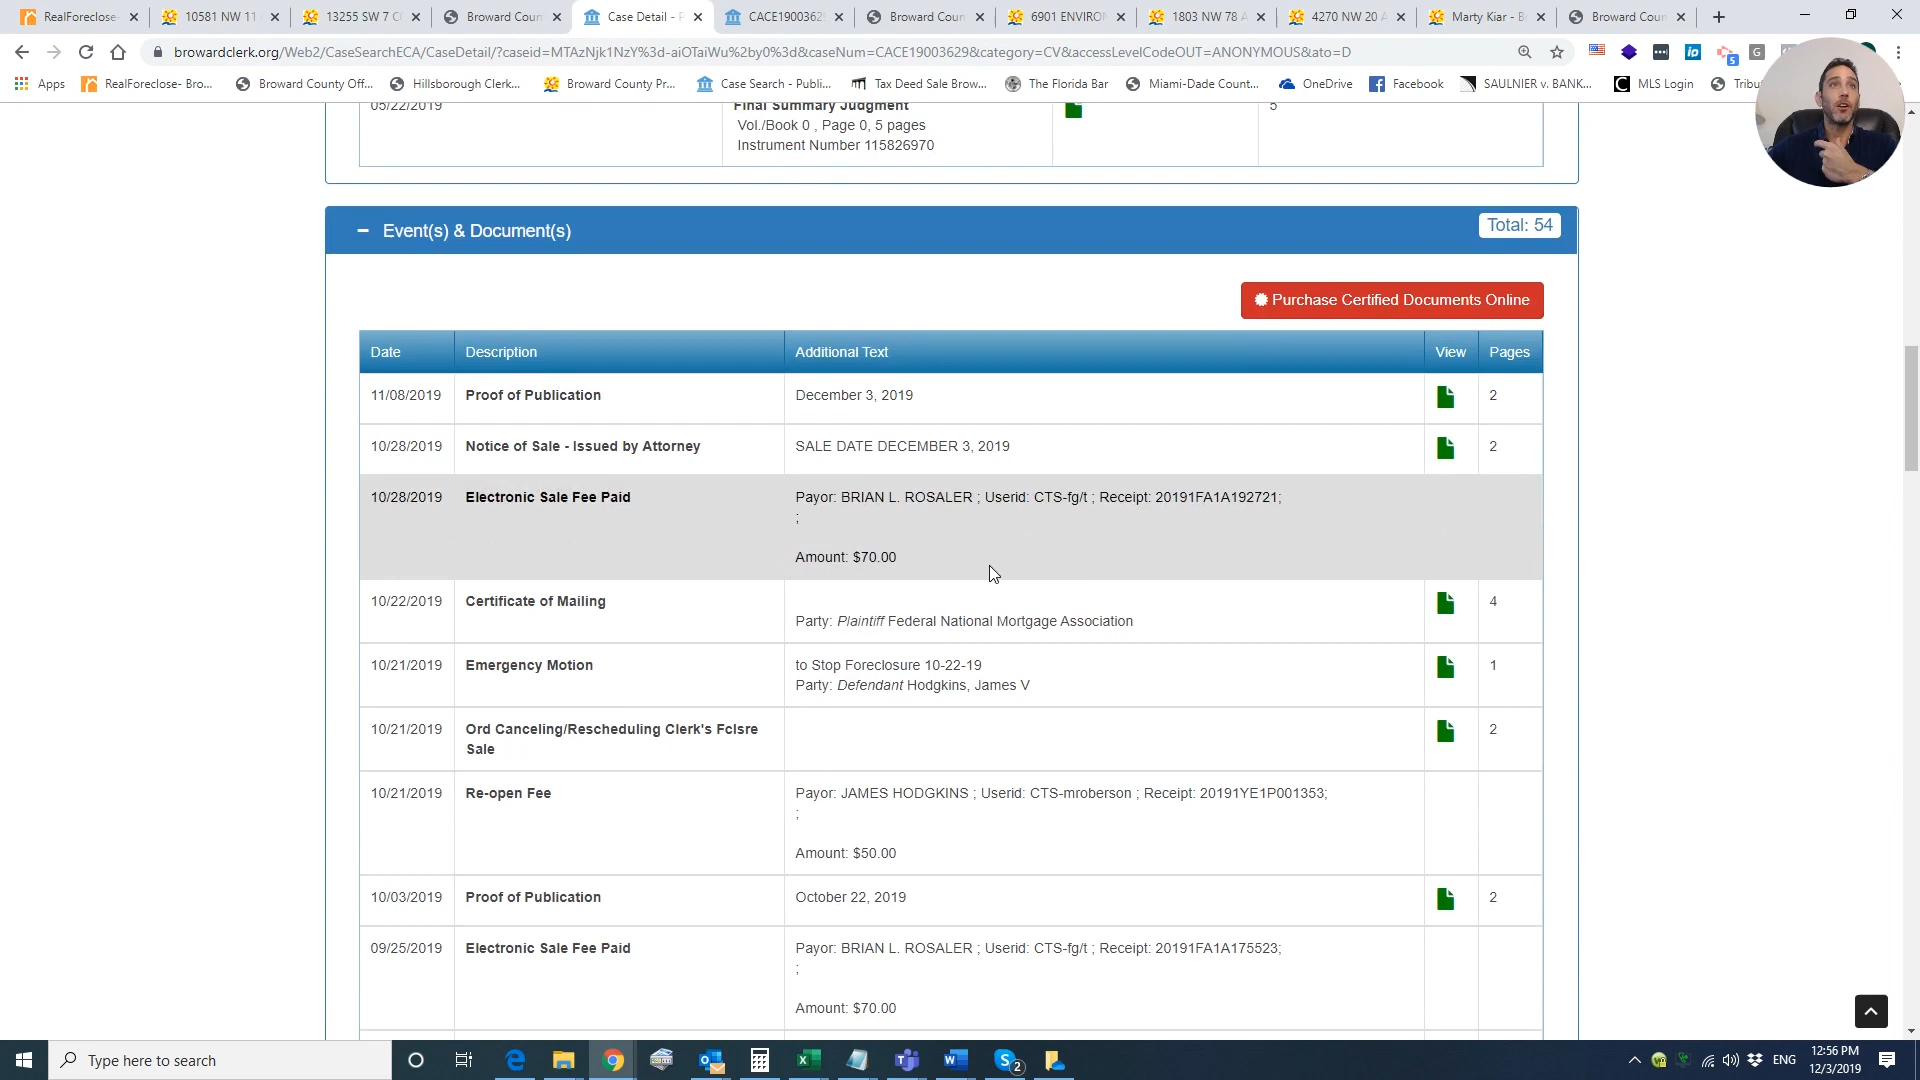 RealForeclose-
10581 NW 11
13255 SW 7 C
Broward Coun
Case Detail - P
CACE1900362
Broward Coun
6901 ENVIRO
1803 NW 78 A
4270 NW 20 A
Marty Kiar - B
Broward Coun
browardclerk.org/Web2/CaseSearchECA/CaseDetail/?caseid=MTAzNjk1NzY%3d-aiOTaiWu%2by0%3d&caseNum=CACE19003629&category=CV&accessLevelCodeOUT=ANONYMOUS&ato=D
Apps
RealForeclose- Bro...
Broward County Off...
Hillsborough Clerk...
Broward County Pr...
Case Search - Publi...
Tax Deed Sale Brow...
The Florida Bar
Miami-Dade Count...
OneDrive
Facebook
SAULNIER v. BANK...
MLS Login
Tribu
05/22/2019 Final Summary Judgment 5
Vol./Book 0 , Page 0, 5 pages
Instrument Number 115826970
Event(s) & Document(s)
Total: 54
Purchase Certified Documents Online
Date Description Additional Text View Pages
11/08/2019 Proof of Publication December 3, 2019 2
10/28/2019 Notice of Sale - Issued by Attorney SALE DATE DECEMBER 3, 2019 2
10/28/2019 Electronic Sale Fee Paid Payor: BRIAN L. ROSALER ; Userid: CTS-fg/t ; Receipt: 20191FA1A192721;
;
Amount: $70.00
10/22/2019 Certificate of Mailing 4
Party: Plaintiff Federal National Mortgage Association
10/21/2019 Emergency Motion to Stop Foreclosure 10-22-19 1
Party: Defendant Hodgkins, James V
10/21/2019 Ord Canceling/Rescheduling Clerk's Fclsre 2
Sale
10/21/2019 Re-open Fee Payor: JAMES HODGKINS ; Userid: CTS-mroberson ; Receipt: 20191YE1P001353;
;
Amount: $50.00
10/03/2019 Proof of Publication October 22, 2019 2
09/25/2019 Electronic Sale Fee Paid Payor: BRIAN L. ROSALER ; Userid: CTS-fg/t ; Receipt: 20191FA1A175523;
;
Amount: $70.00
Type here to search
ENG
12:56 PM
12/3/2019